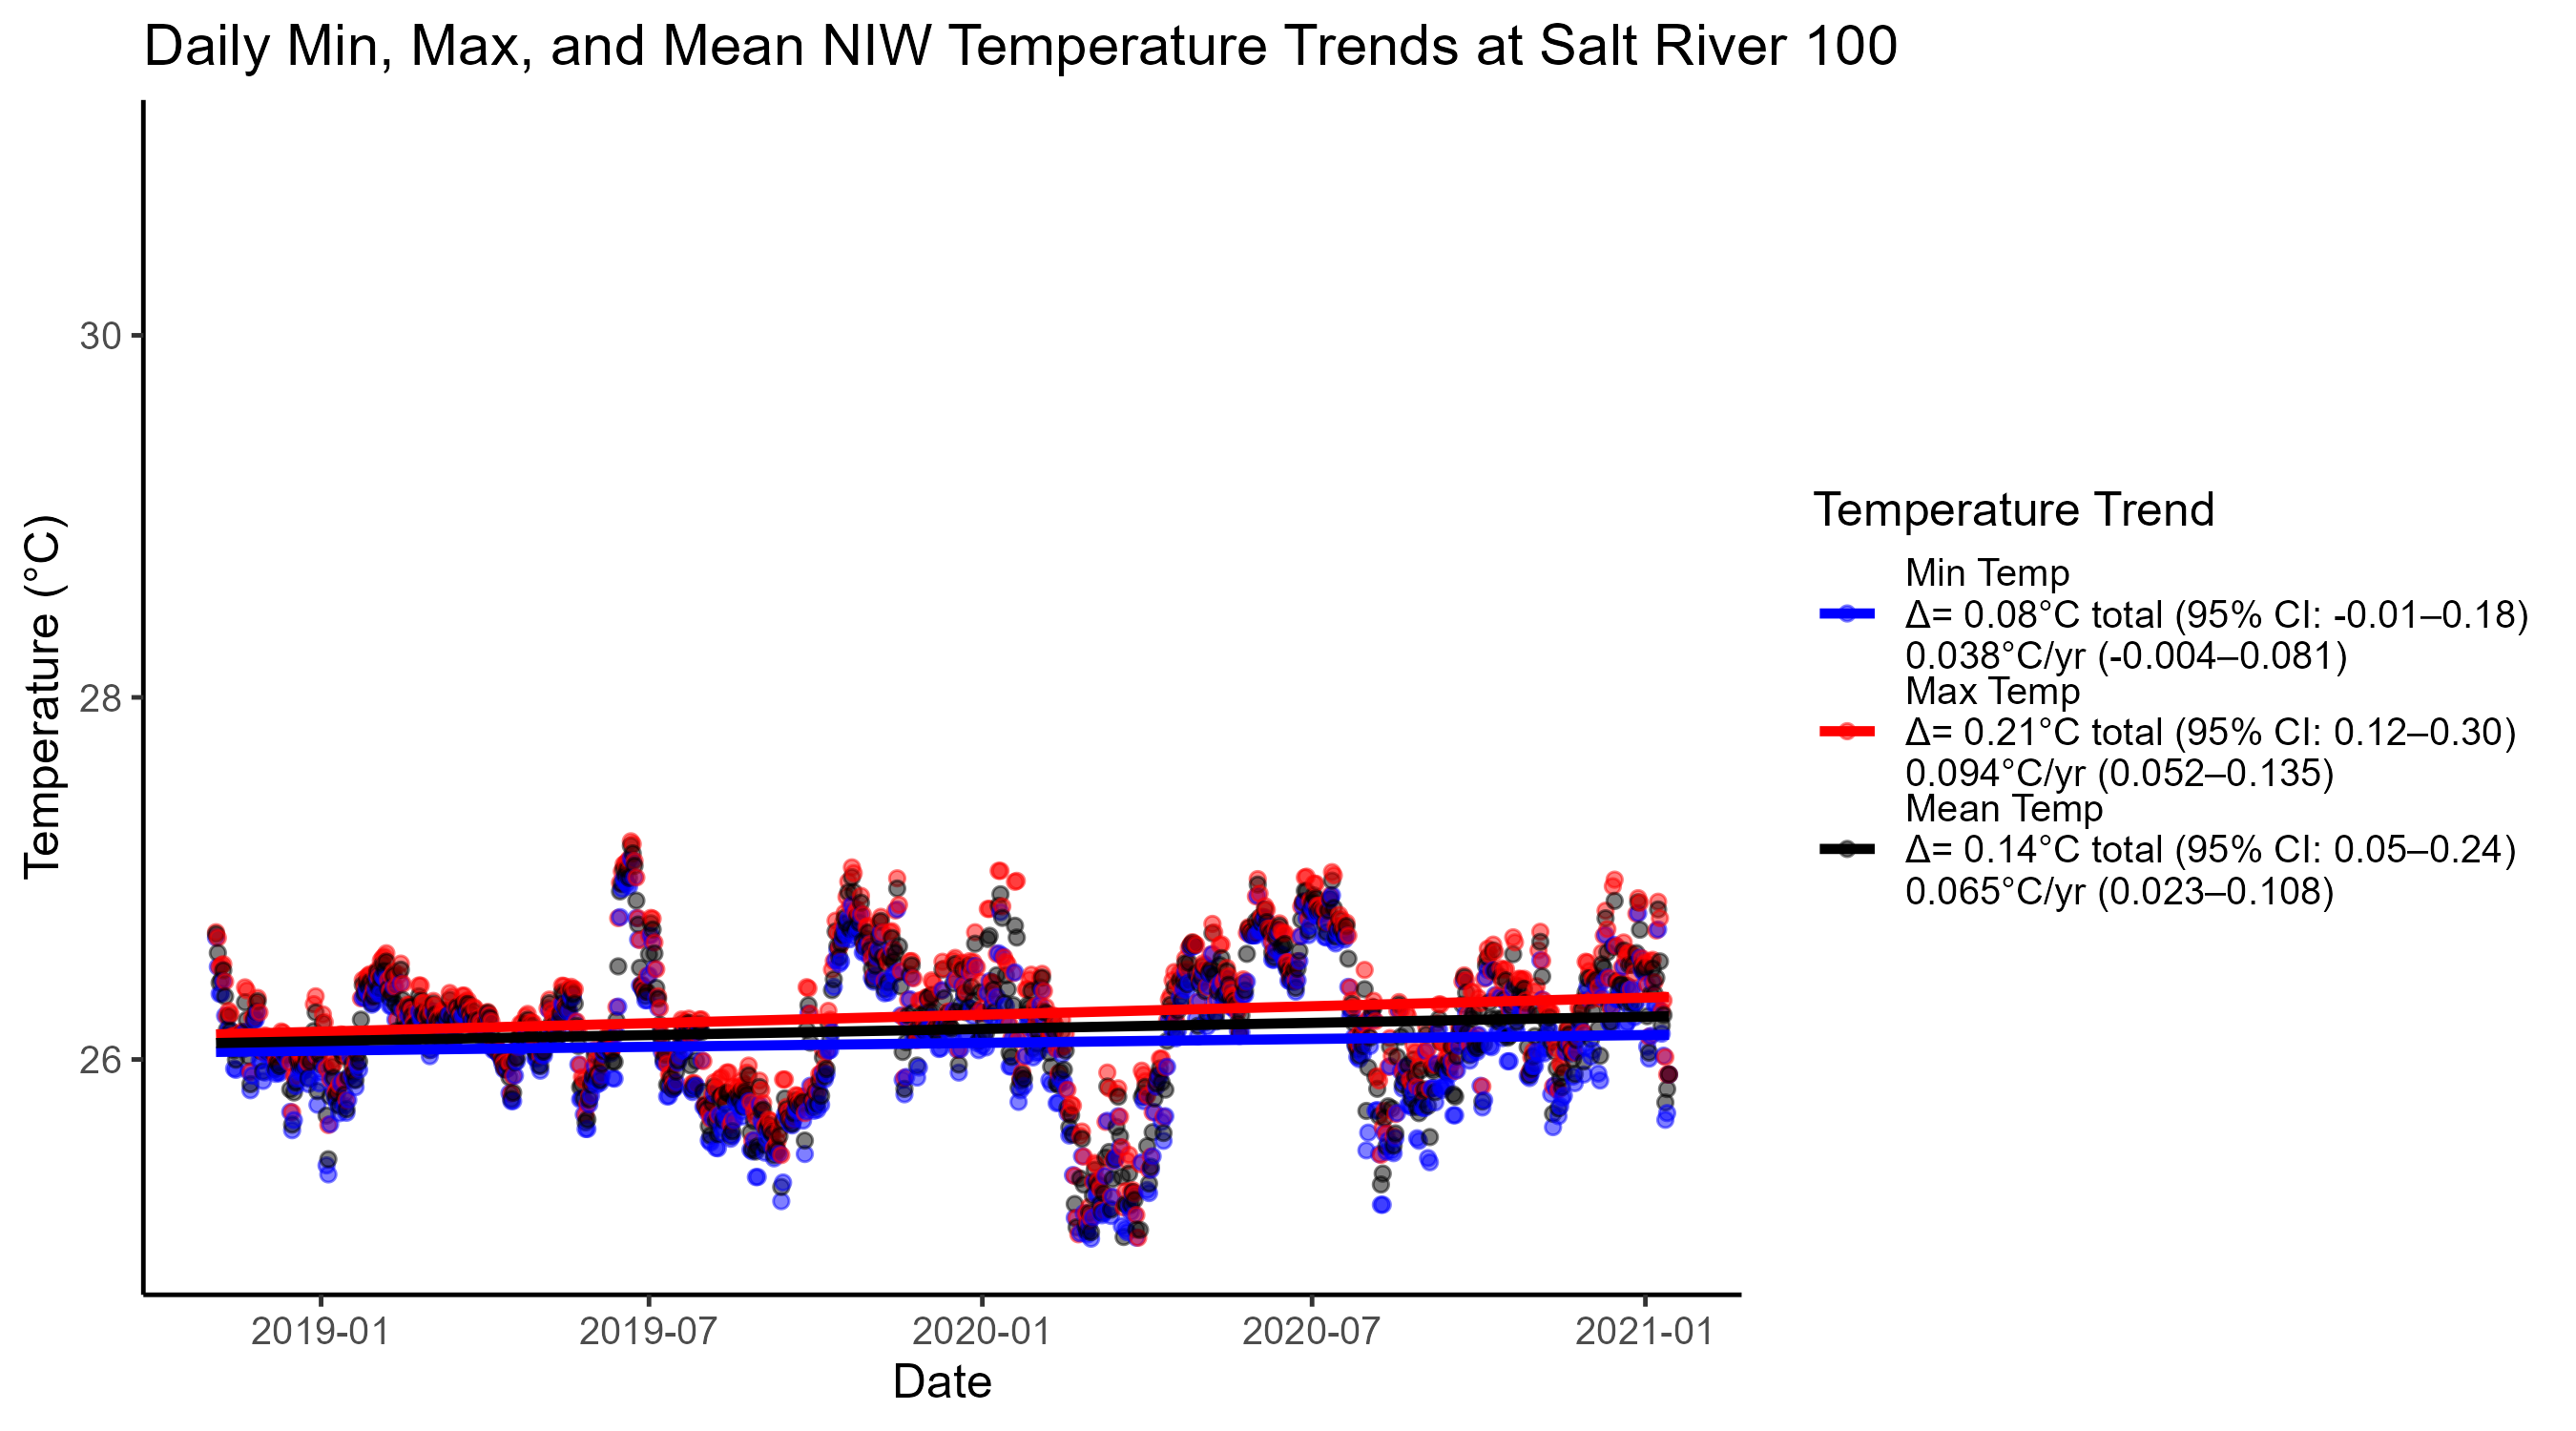 Daily Min, Max, and Mean NIW Temperature Trends at Salt River 100
Temperature (°C)
30
28
26
2019-01
2019-07
2020-01
2020-07
2021-01
Date
Temperature Trend
Min Temp
Δ= 0.08°C total (95% CI: -0.01–0.18)
0.038°C/yr (-0.004–0.081)
Max Temp
Δ= 0.21°C total (95% CI: 0.12–0.30)
0.094°C/yr (0.052–0.135)
Mean Temp
Δ= 0.14°C total (95% CI: 0.05–0.24)
0.065°C/yr (0.023–0.108)